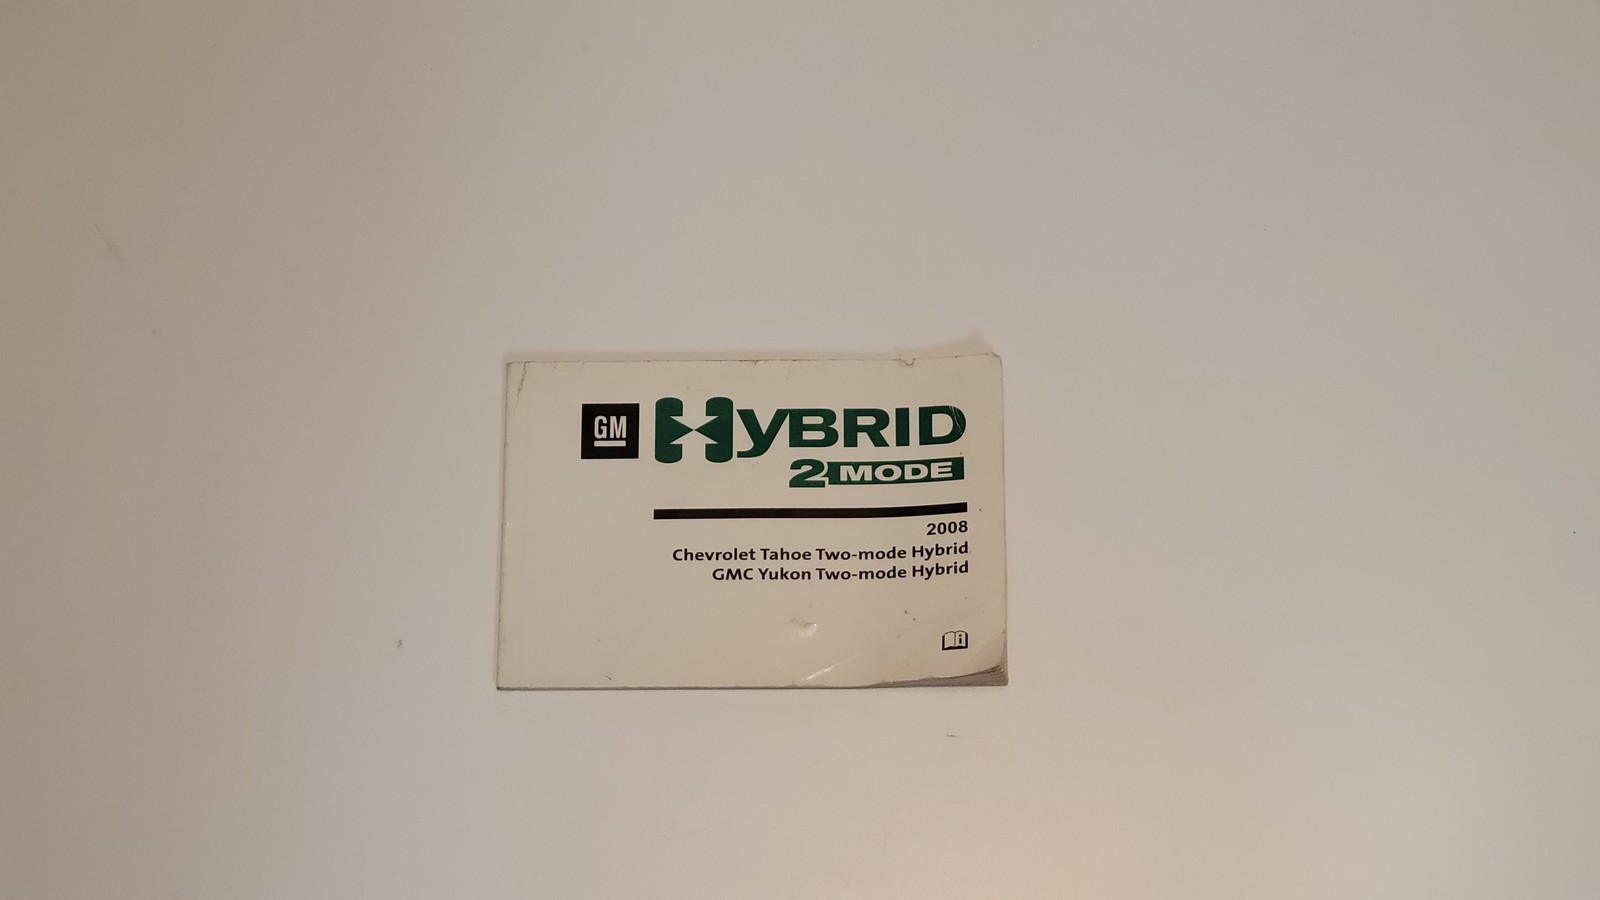 GM HYBRID
2 MODE
2008
Chevrolet Tahoe Two-mode Hybrid
GMC Yukon Two-mode Hybrid
i